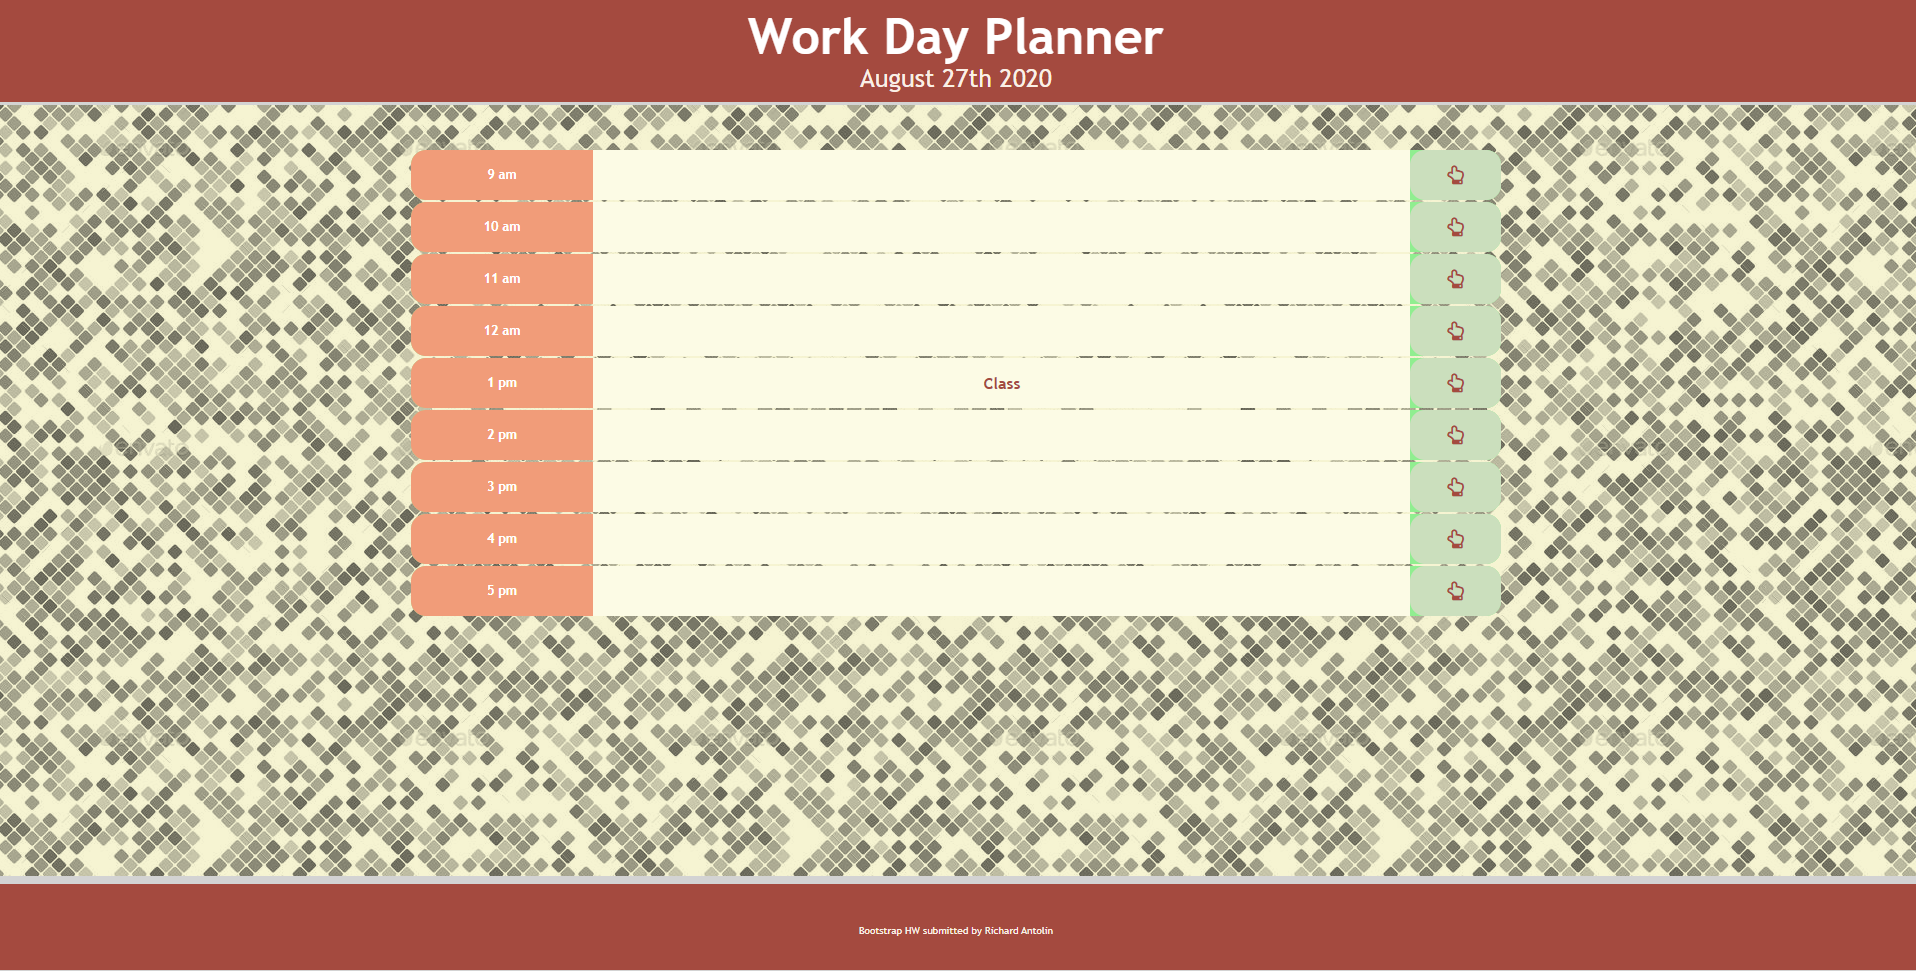 Work Day Planner
August 27th 2020
9 am
10 am
11 am
12 am
1 pm
Class
2 pm
3 pm
4 pm
5 pm
Bootstrap HW submitted by Richard Antolin
envato